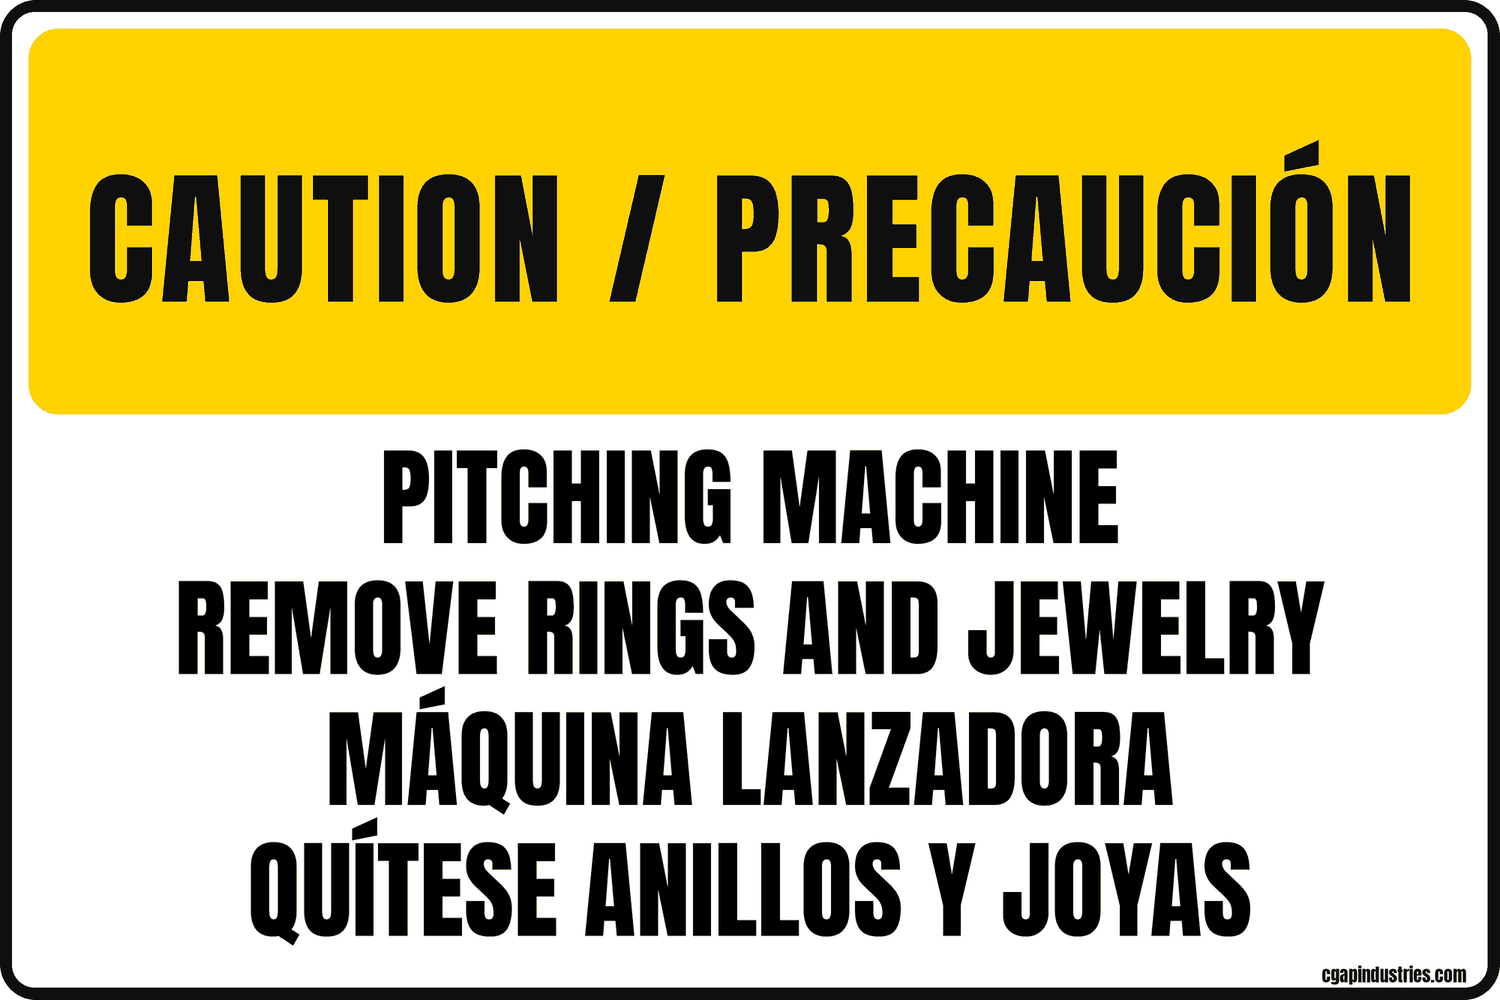 CAUTION / PRECAUCIÓN
PITCHING MACHINE
REMOVE RINGS AND JEWELRY
MÁQUINA LANZADORA
QUÍTESE ANILLOS Y JOYAS
cgapindustries.com